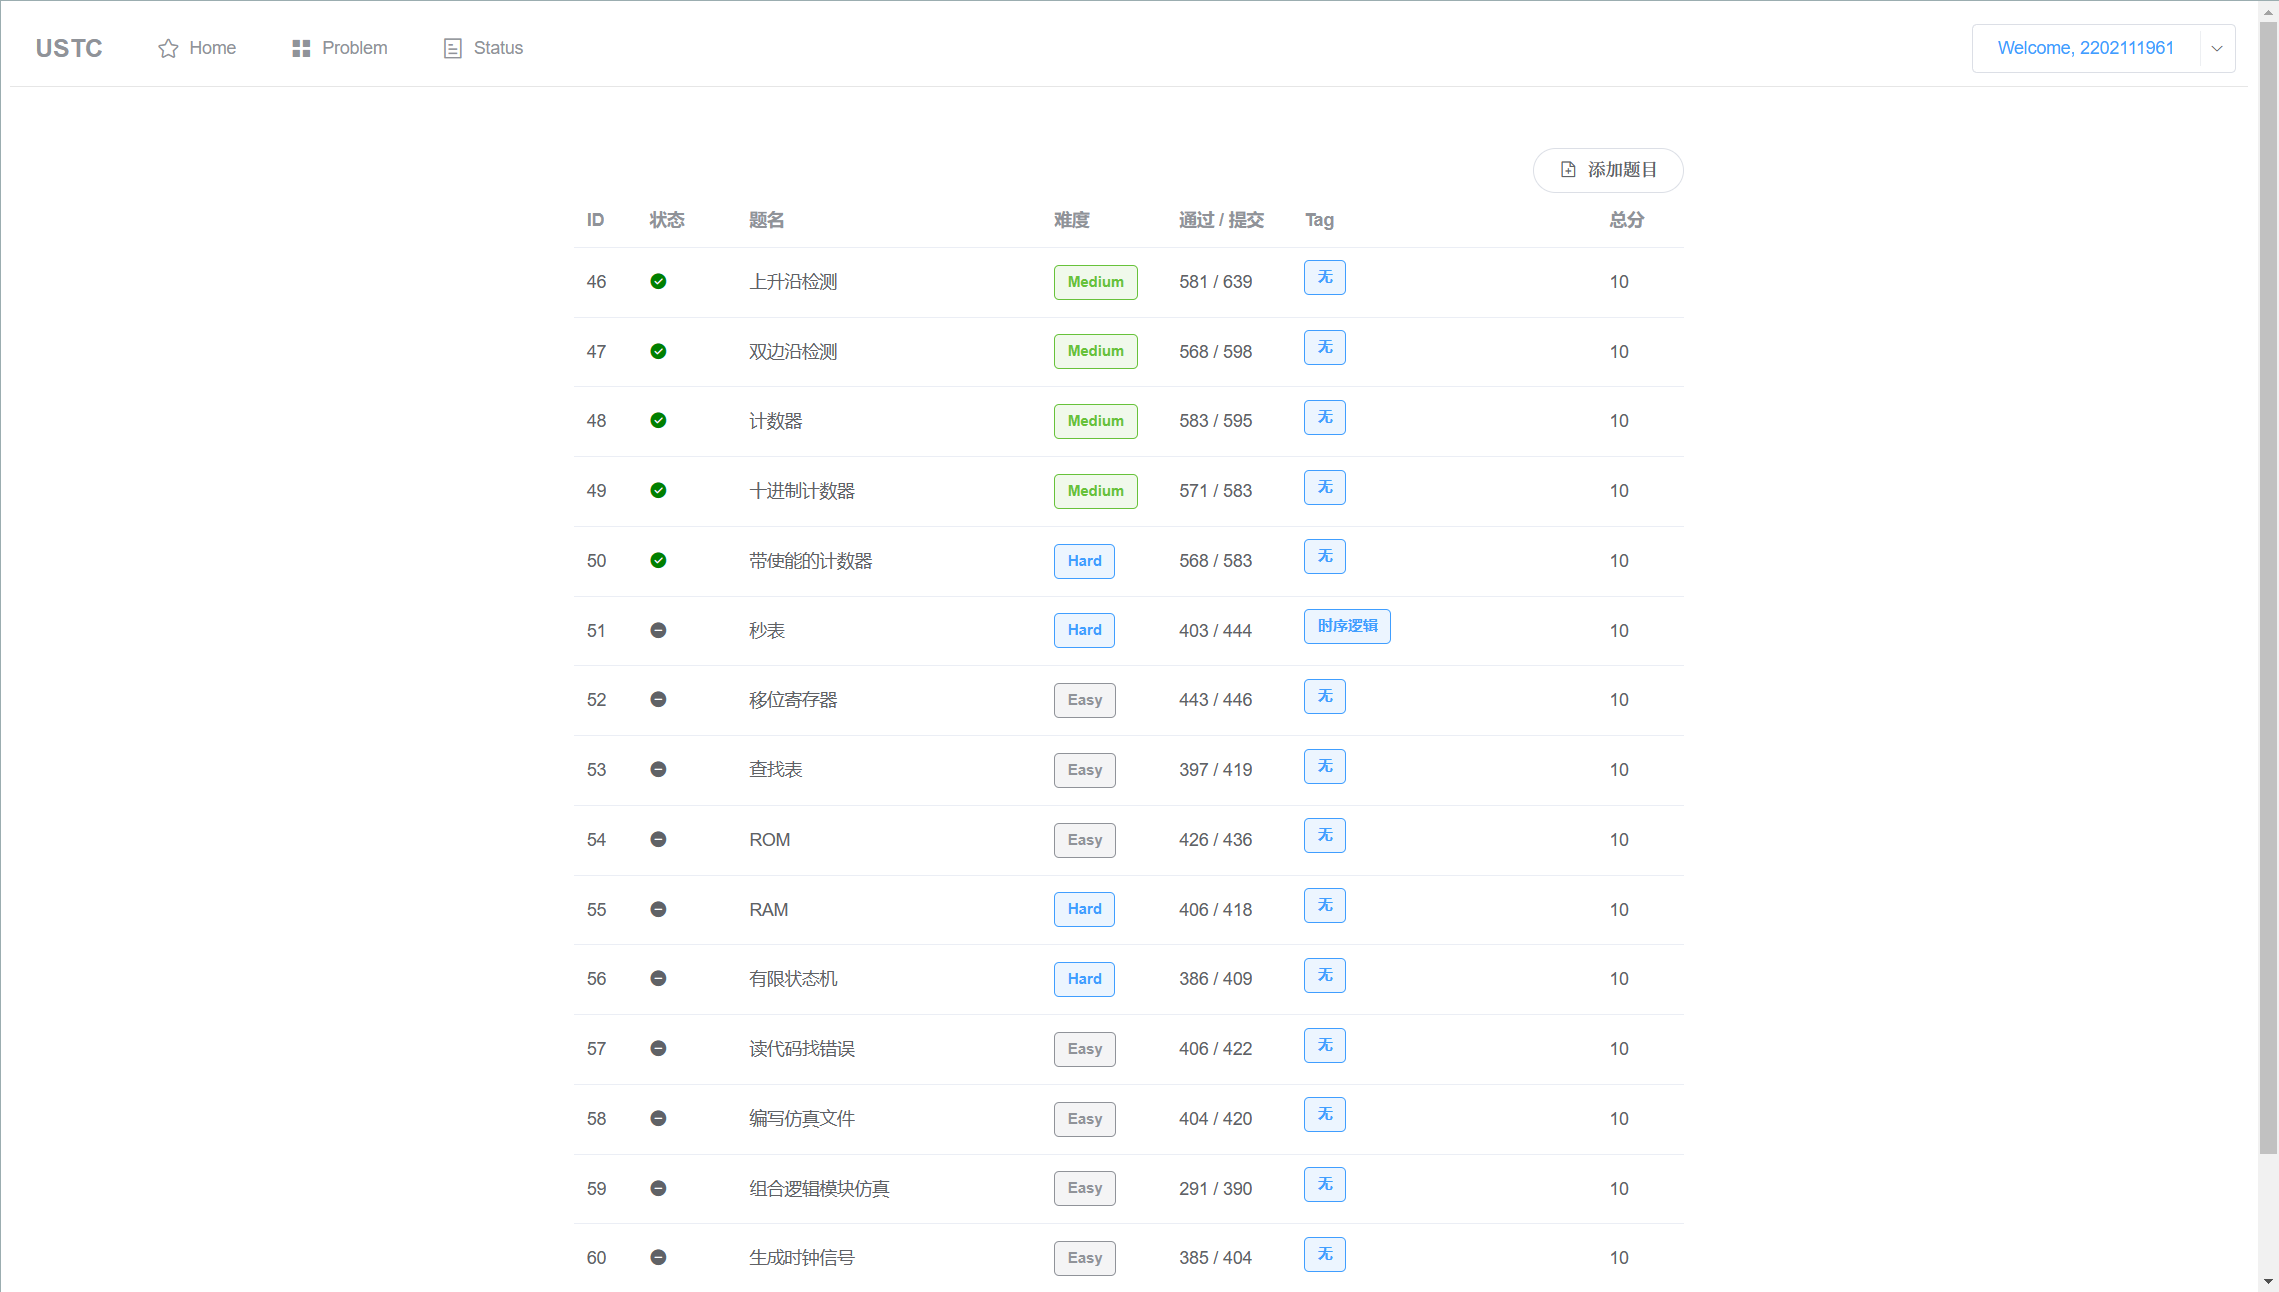 USTC Home Problem Status Welcome, 2202111961
添加题目
ID 状态 题名 难度 通过 / 提交 Tag 总分
46 上升沿检测 Medium 581 / 639 无 10
47 双边沿检测 Medium 568 / 598 无 10
48 计数器 Medium 583 / 595 无 10
49 十进制计数器 Medium 571 / 583 无 10
50 带使能的计数器 Hard 568 / 583 无 10
51 秒表 Hard 403 / 444 时序逻辑 10
52 移位寄存器 Easy 443 / 446 无 10
53 查找表 Easy 397 / 419 无 10
54 ROM Easy 426 / 436 无 10
55 RAM Hard 406 / 418 无 10
56 有限状态机 Hard 386 / 409 无 10
57 读代码找错误 Easy 406 / 422 无 10
58 编写仿真文件 Easy 404 / 420 无 10
59 组合逻辑模块仿真 Easy 291 / 390 无 10
60 生成时钟信号 Easy 385 / 404 无 10